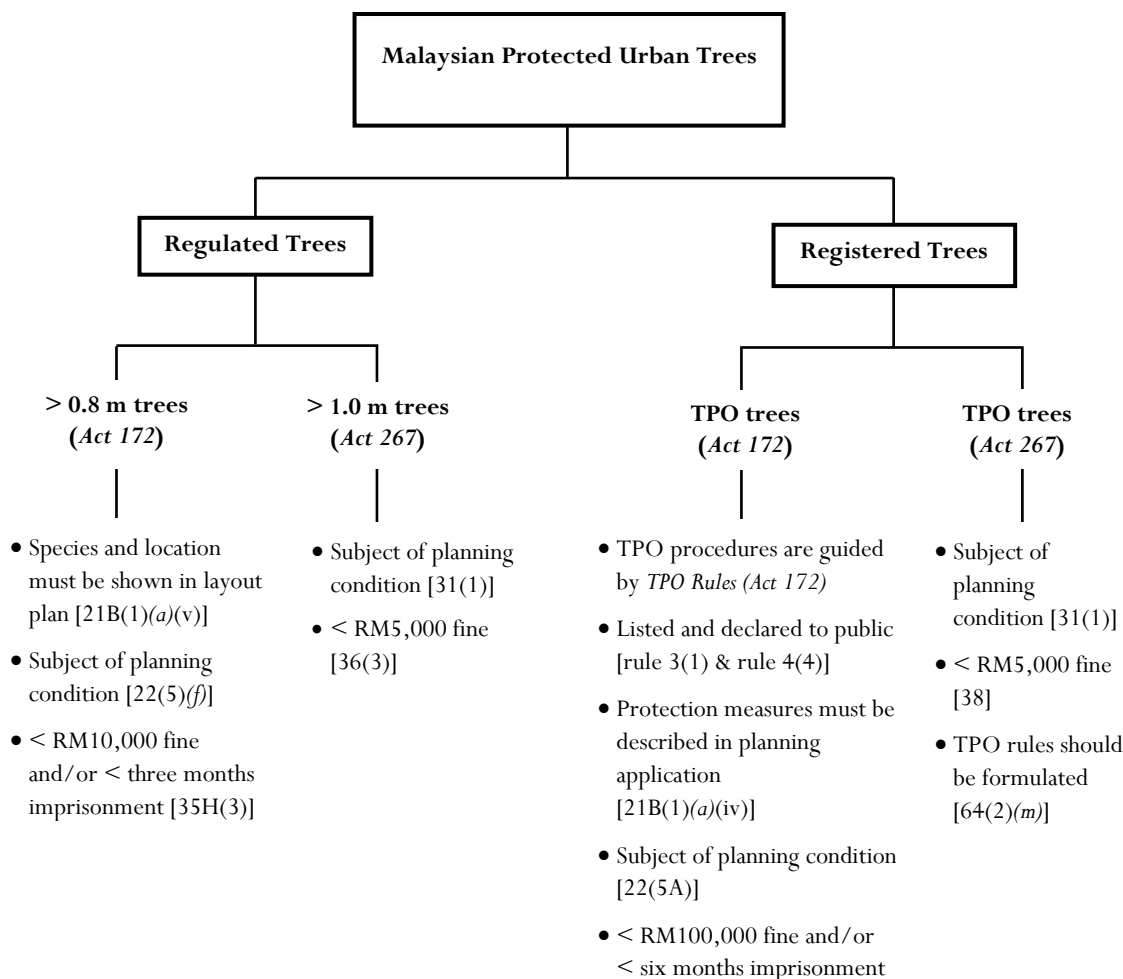 Malaysian Protected Urban Trees
Regulated Trees
Registered Trees
> 0.8 m trees
(Act 172)
> 1.0 m trees
(Act 267)
TPO trees
(Act 172)
TPO trees
(Act 267)
• Species and location
must be shown in layout
plan [21B(1)(a)(v)]
• Subject of planning
condition [22(5)(f)]
• < RM10,000 fine
and/or < three months
imprisonment [35H(3)]
• Subject of planning
condition [31(1)]
• < RM5,000 fine
[36(3)]
• TPO procedures are guided
by TPO Rules (Act 172)
• Listed and declared to public
[rule 3(1) & rule 4(4)]
• Protection measures must be
described in planning
application
[21B(1)(a)(iv)]
• Subject of planning condition
[22(5A)]
• < RM100,000 fine and/or
< six months imprisonment
• Subject of
planning
condition [31(1)]
• < RM5,000 fine
[38]
• TPO rules should
be formulated
[64(2)(m)]